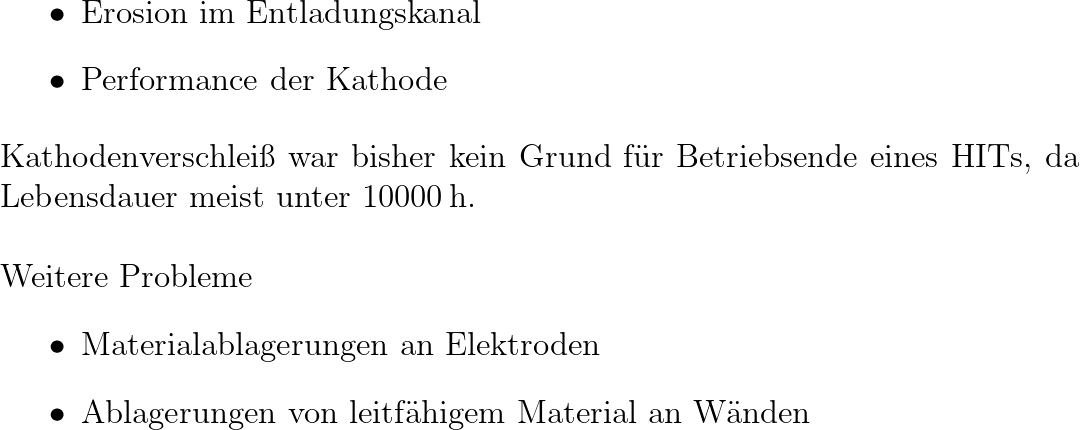 • Erosion im Entladungskanal
• Performance der Kathode
Kathodenverschleiß war bisher kein Grund für Betriebsende eines HITs, da
Lebensdauer meist unter 10000 h.
Weitere Probleme
• Materialablagerungen an Elektroden
• Ablagerungen von leitfähigem Material an Wänden